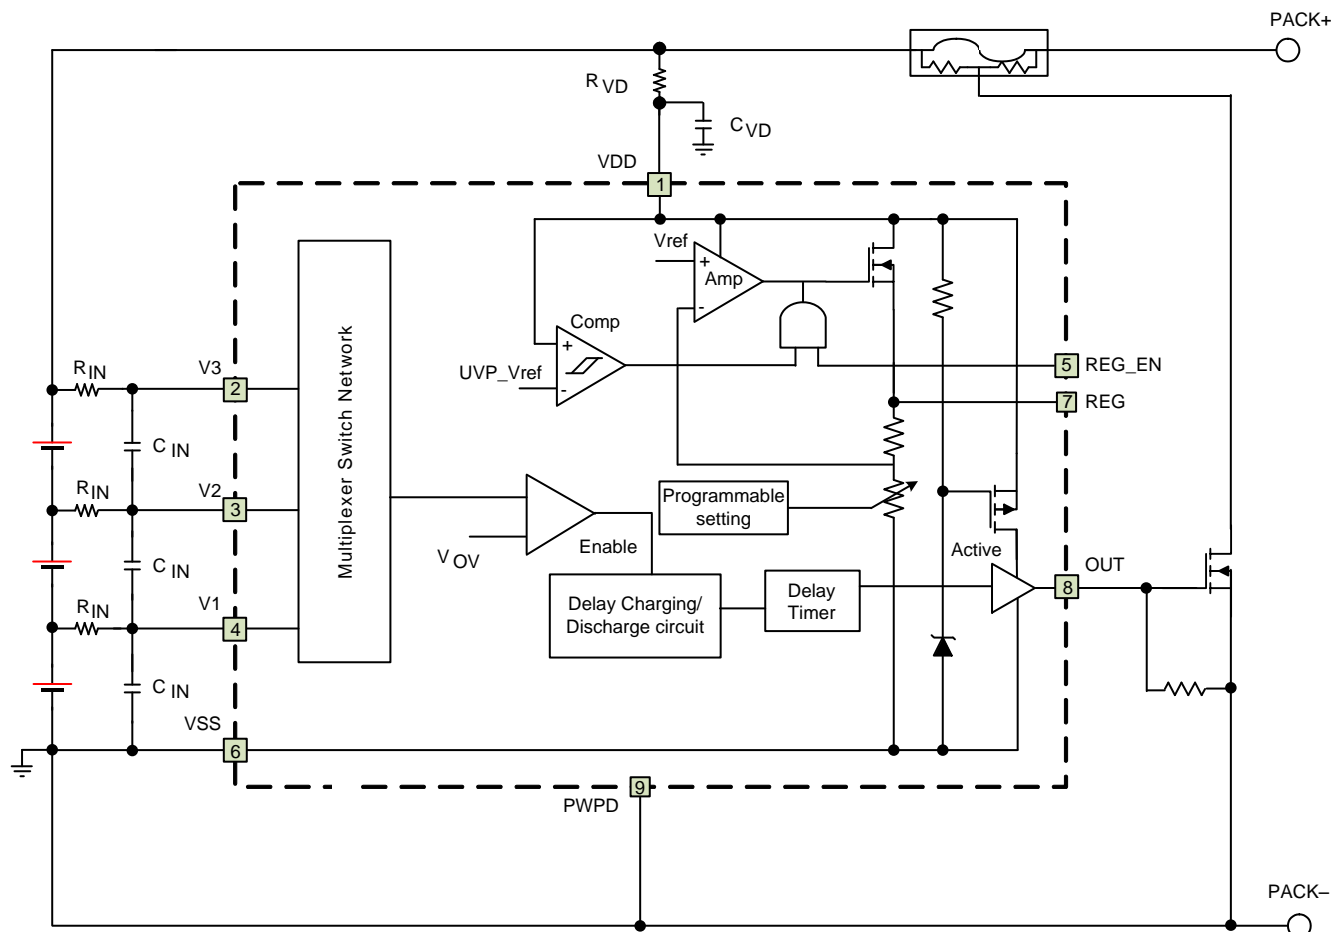 PACK+
R VD
C VD
VDD
1
Vref
+
Amp
-
Comp
+
UVP_Vref
-
5
REG_EN
7
REG
R IN
V3
2
C IN
Multiplexer Switch Network
R IN
V2
3
Programmable
setting
V OV
Enable
Active
C IN
R IN
V1
4
Delay Charging/
Discharge circuit
Delay
Timer
OUT
8
C IN
VSS
6
9
PWPD
PACK–